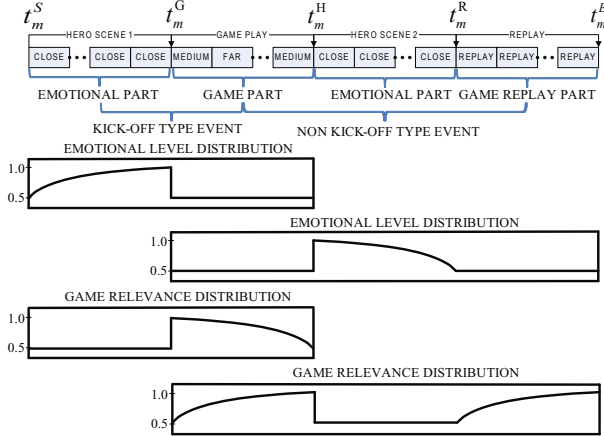 t_m^S t_m^G t_m^H t_m^R t_m^E
HERO SCENE 1 GAME PLAY HERO SCENE 2 REPLAY
CLOSE ••• CLOSE CLOSE MEDIUM FAR ••• MEDIUM CLOSE CLOSE ••• CLOSE REPLAY REPLAY ••• REPLAY
EMOTIONAL PART GAME PART EMOTIONAL PART GAME REPLAY PART
KICK-OFF TYPE EVENT NON KICK-OFF TYPE EVENT
EMOTIONAL LEVEL DISTRIBUTION
1.0
0.5
EMOTIONAL LEVEL DISTRIBUTION
1.0
0.5
GAME RELEVANCE DISTRIBUTION
1.0
0.5
GAME RELEVANCE DISTRIBUTION
1.0
0.5